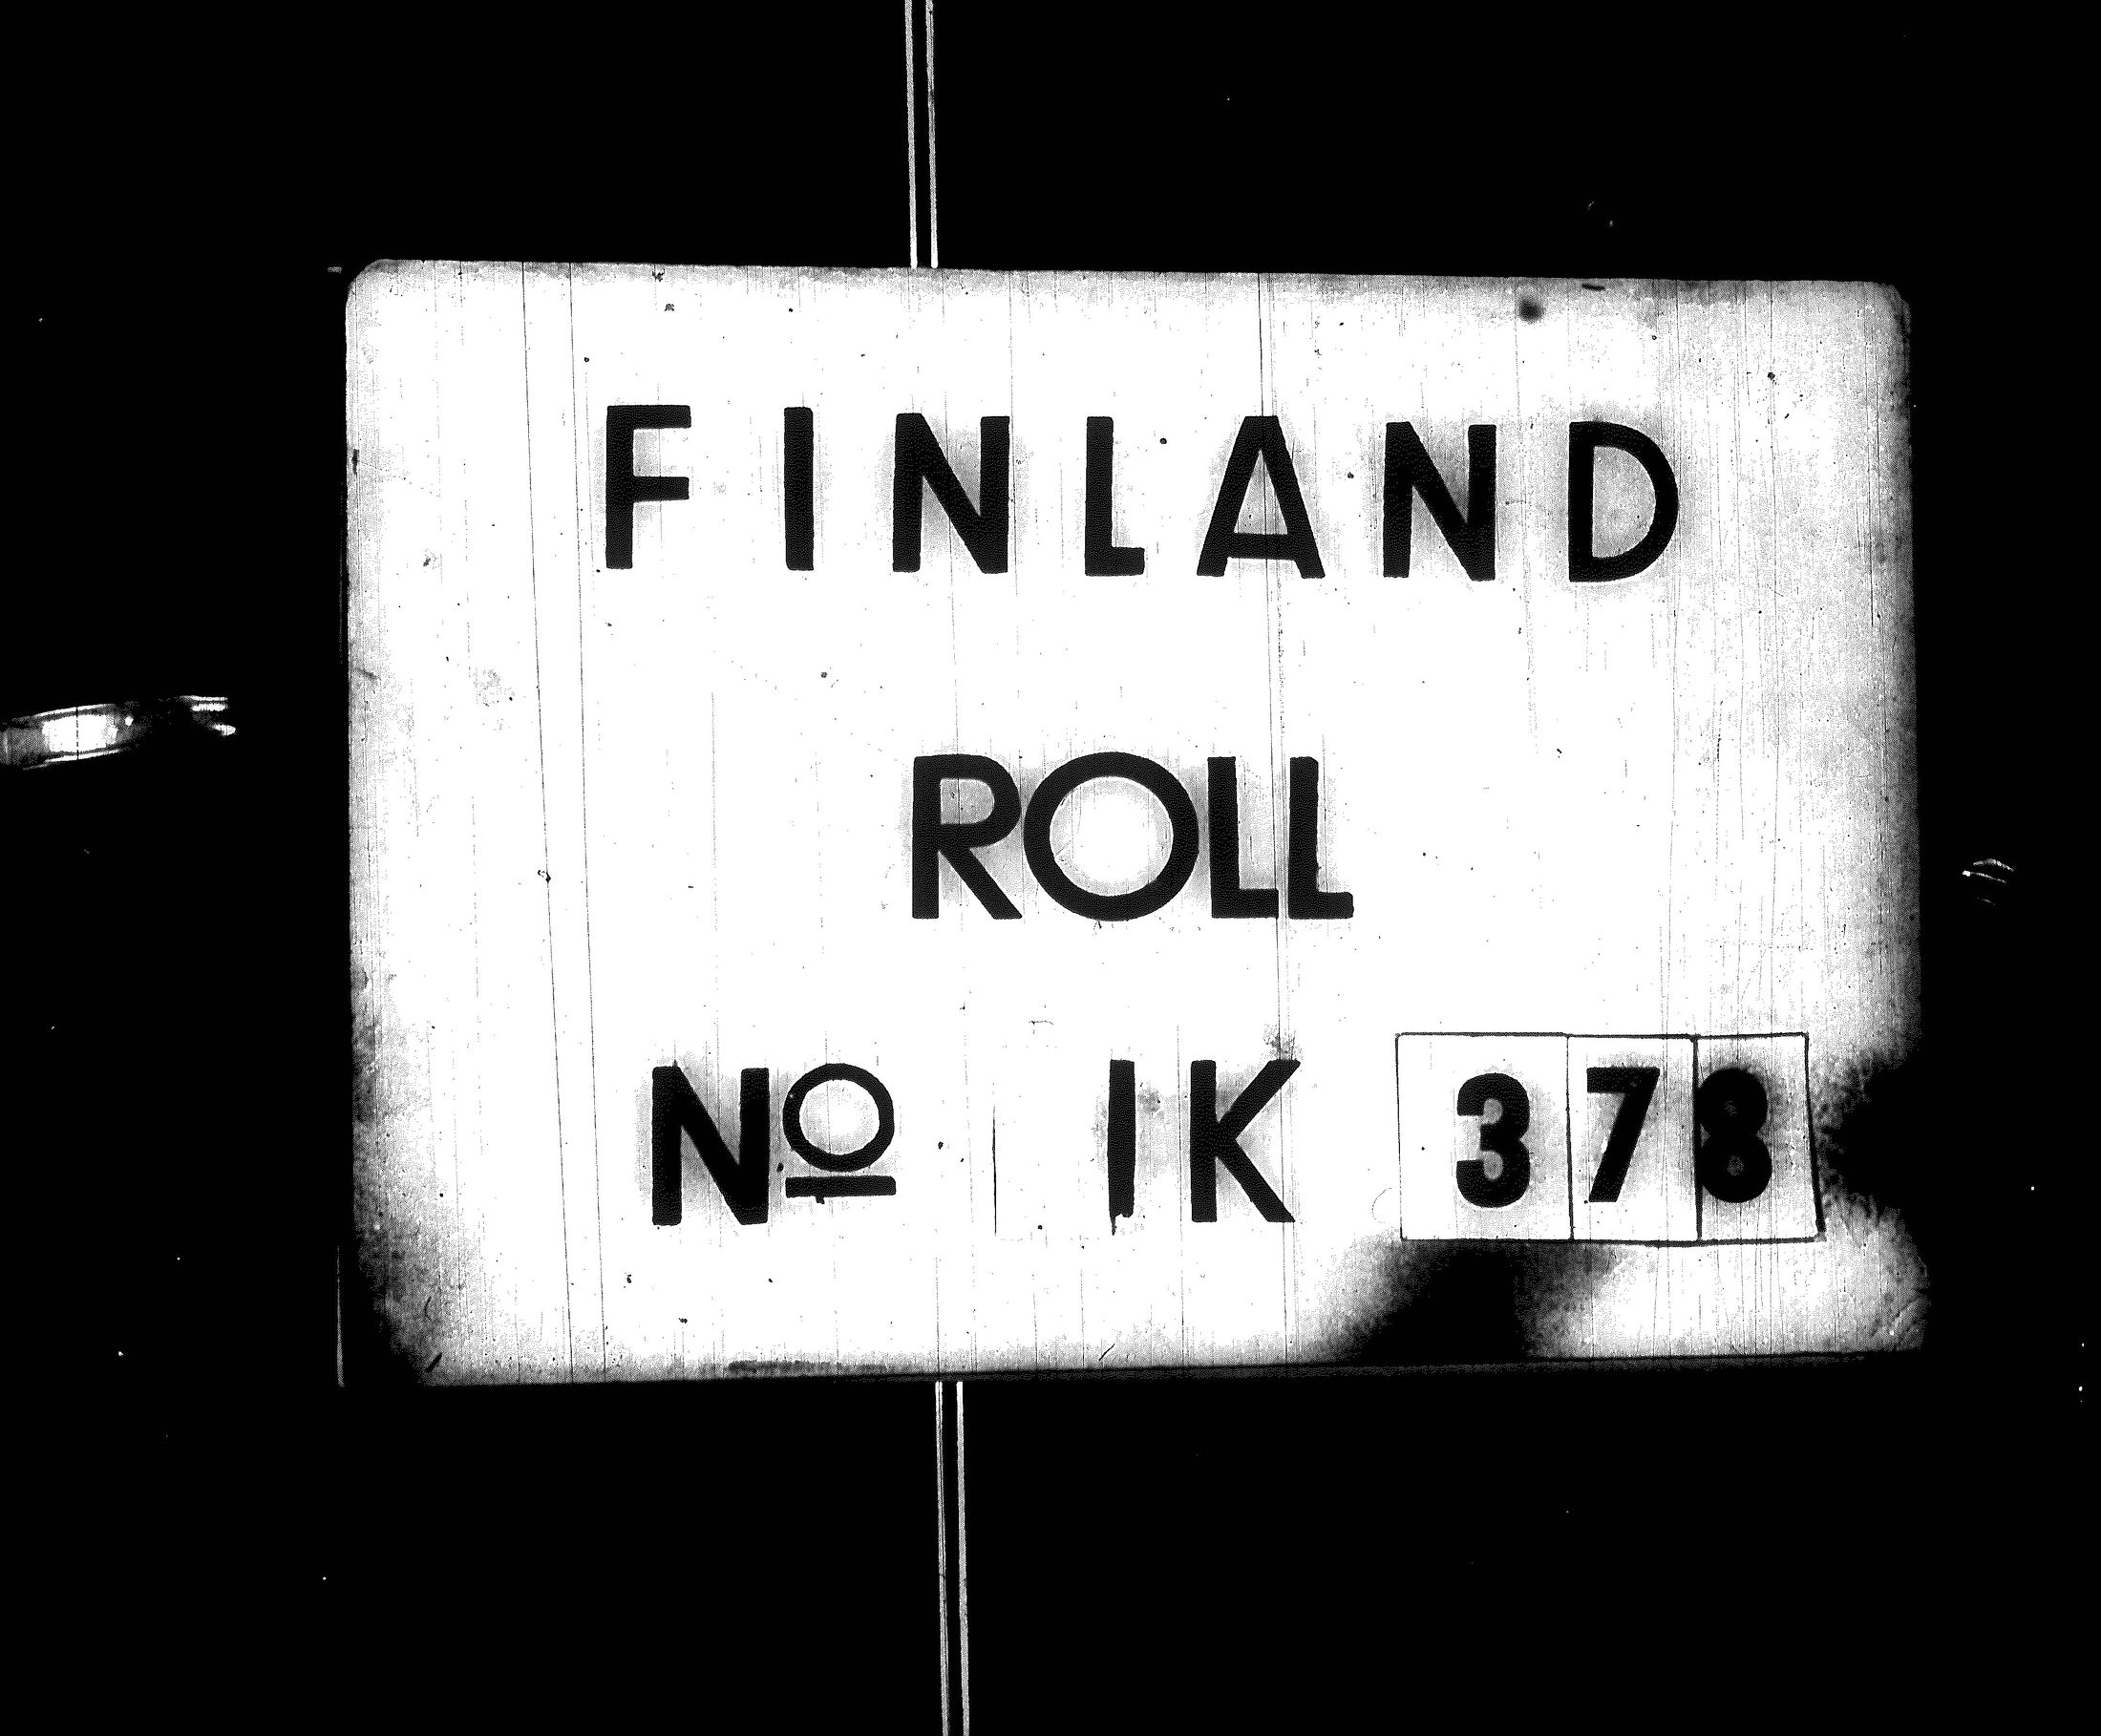 FINLAND
ROLL
Nº IK 378